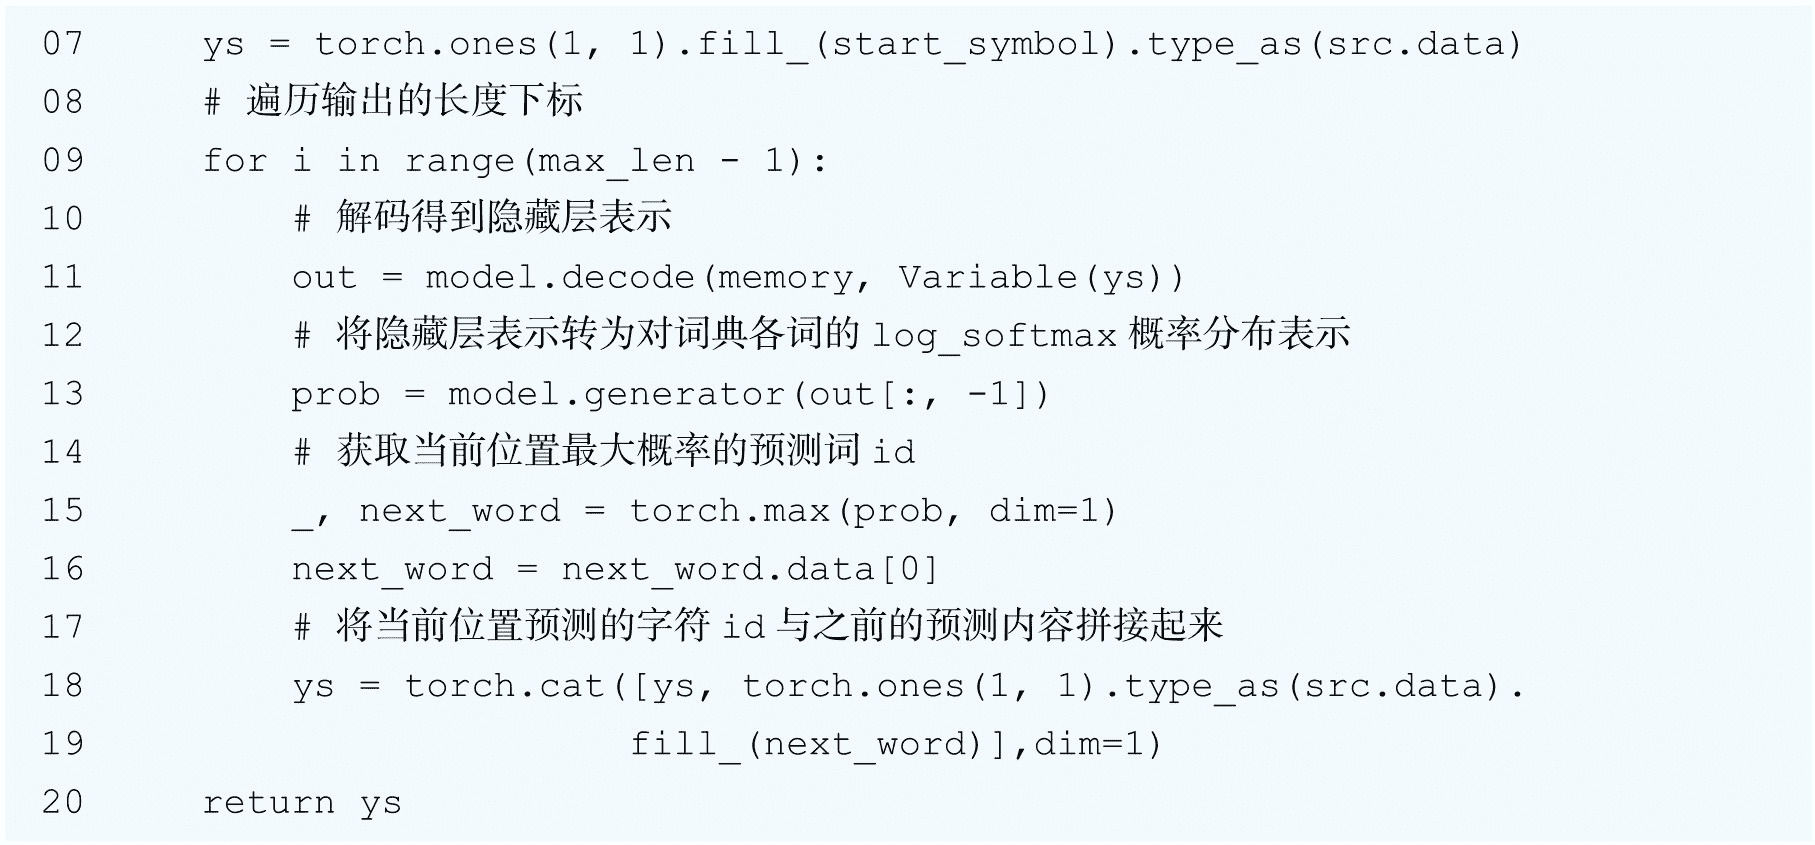 07 ys = torch.ones(1, 1).fill_(start_symbol).type_as(src.data)
08 # 遍历输出的长度下标
09 for i in range(max_len - 1):
10 # 解码得到隐藏层表示
11 out = model.decode(memory, Variable(ys))
12 # 将隐藏层表示转为对词典各词的 log_softmax 概率分布表示
13 prob = model.generator(out[:, -1])
14 # 获取当前位置最大概率的预测词 id
15 _, next_word = torch.max(prob, dim=1)
16 next_word = next_word.data[0]
17 # 将当前位置预测的字符 id 与之前的预测内容拼接起来
18 ys = torch.cat([ys, torch.ones(1, 1).type_as(src.data).
19 fill_(next_word)],dim=1)
20 return ys